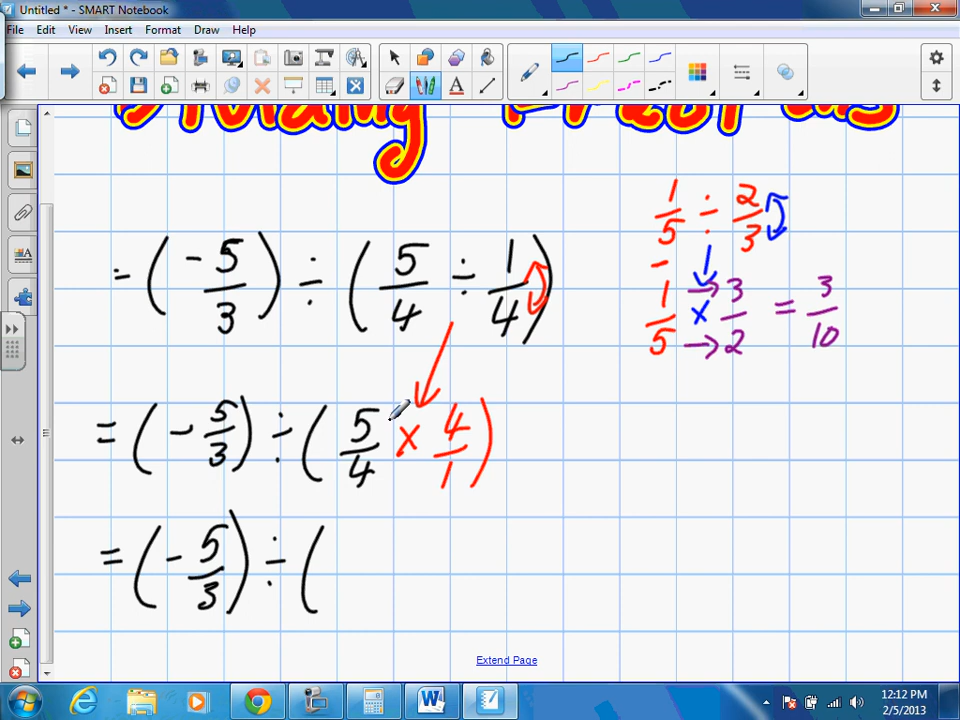 Untitled * - SMART Notebook
File Edit View Insert Format Draw Help
Dividing
= (-5/3) ÷ (5/4 ÷ 1/4)
1/5 ÷ 2/3
1/5 x 3/2 = 3/10
= (-5/3) ÷ (5/4 x 4/1)
= (-5/3) ÷ (
Extend Page
12:12 PM
2/5/2013